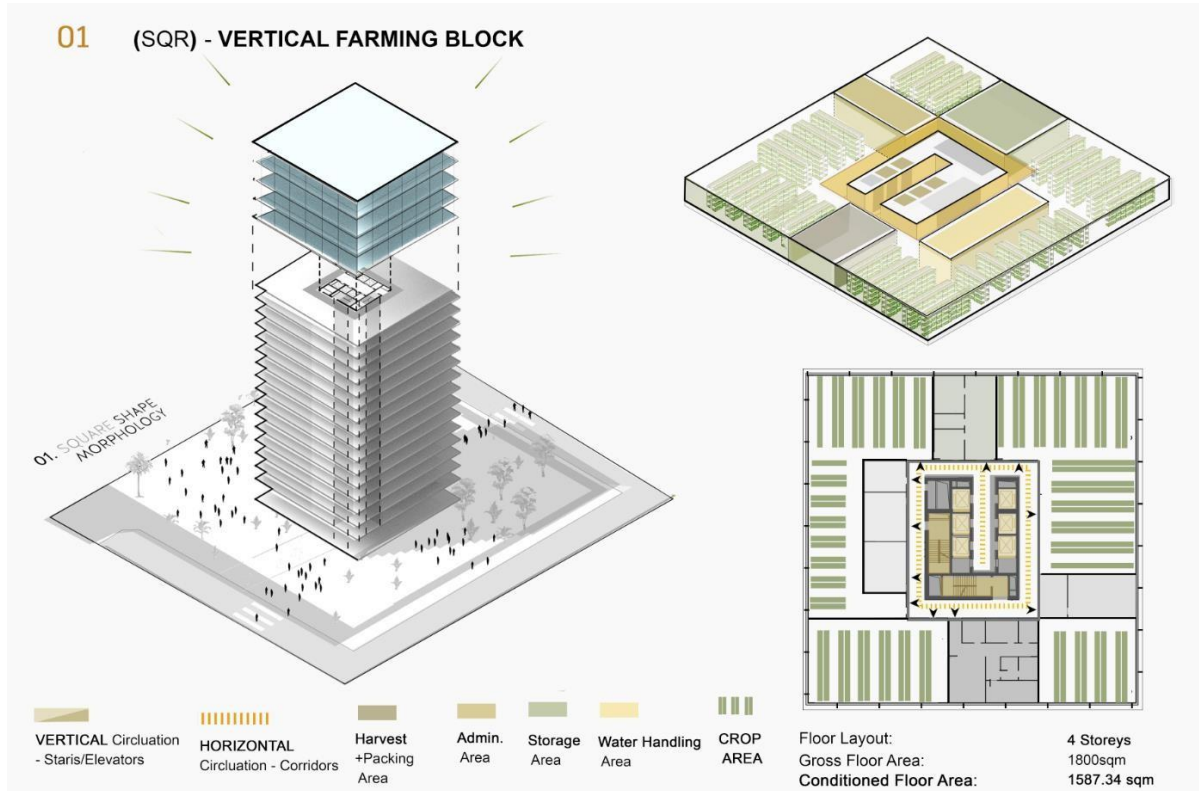 01 (SQR) - VERTICAL FARMING BLOCK
01. SQUARE SHAPE
MORPHOLOGY
VERTICAL Circluation
- Staris/Elevators
HORIZONTAL
Circulation - Corridors
Harvest
+Packing
Area
Admin.
Area
Storage
Area
Water Handling
Area
CROP
AREA
Floor Layout: 4 Storeys
Gross Floor Area: 1800sqm
Conditioned Floor Area: 1587.34 sqm